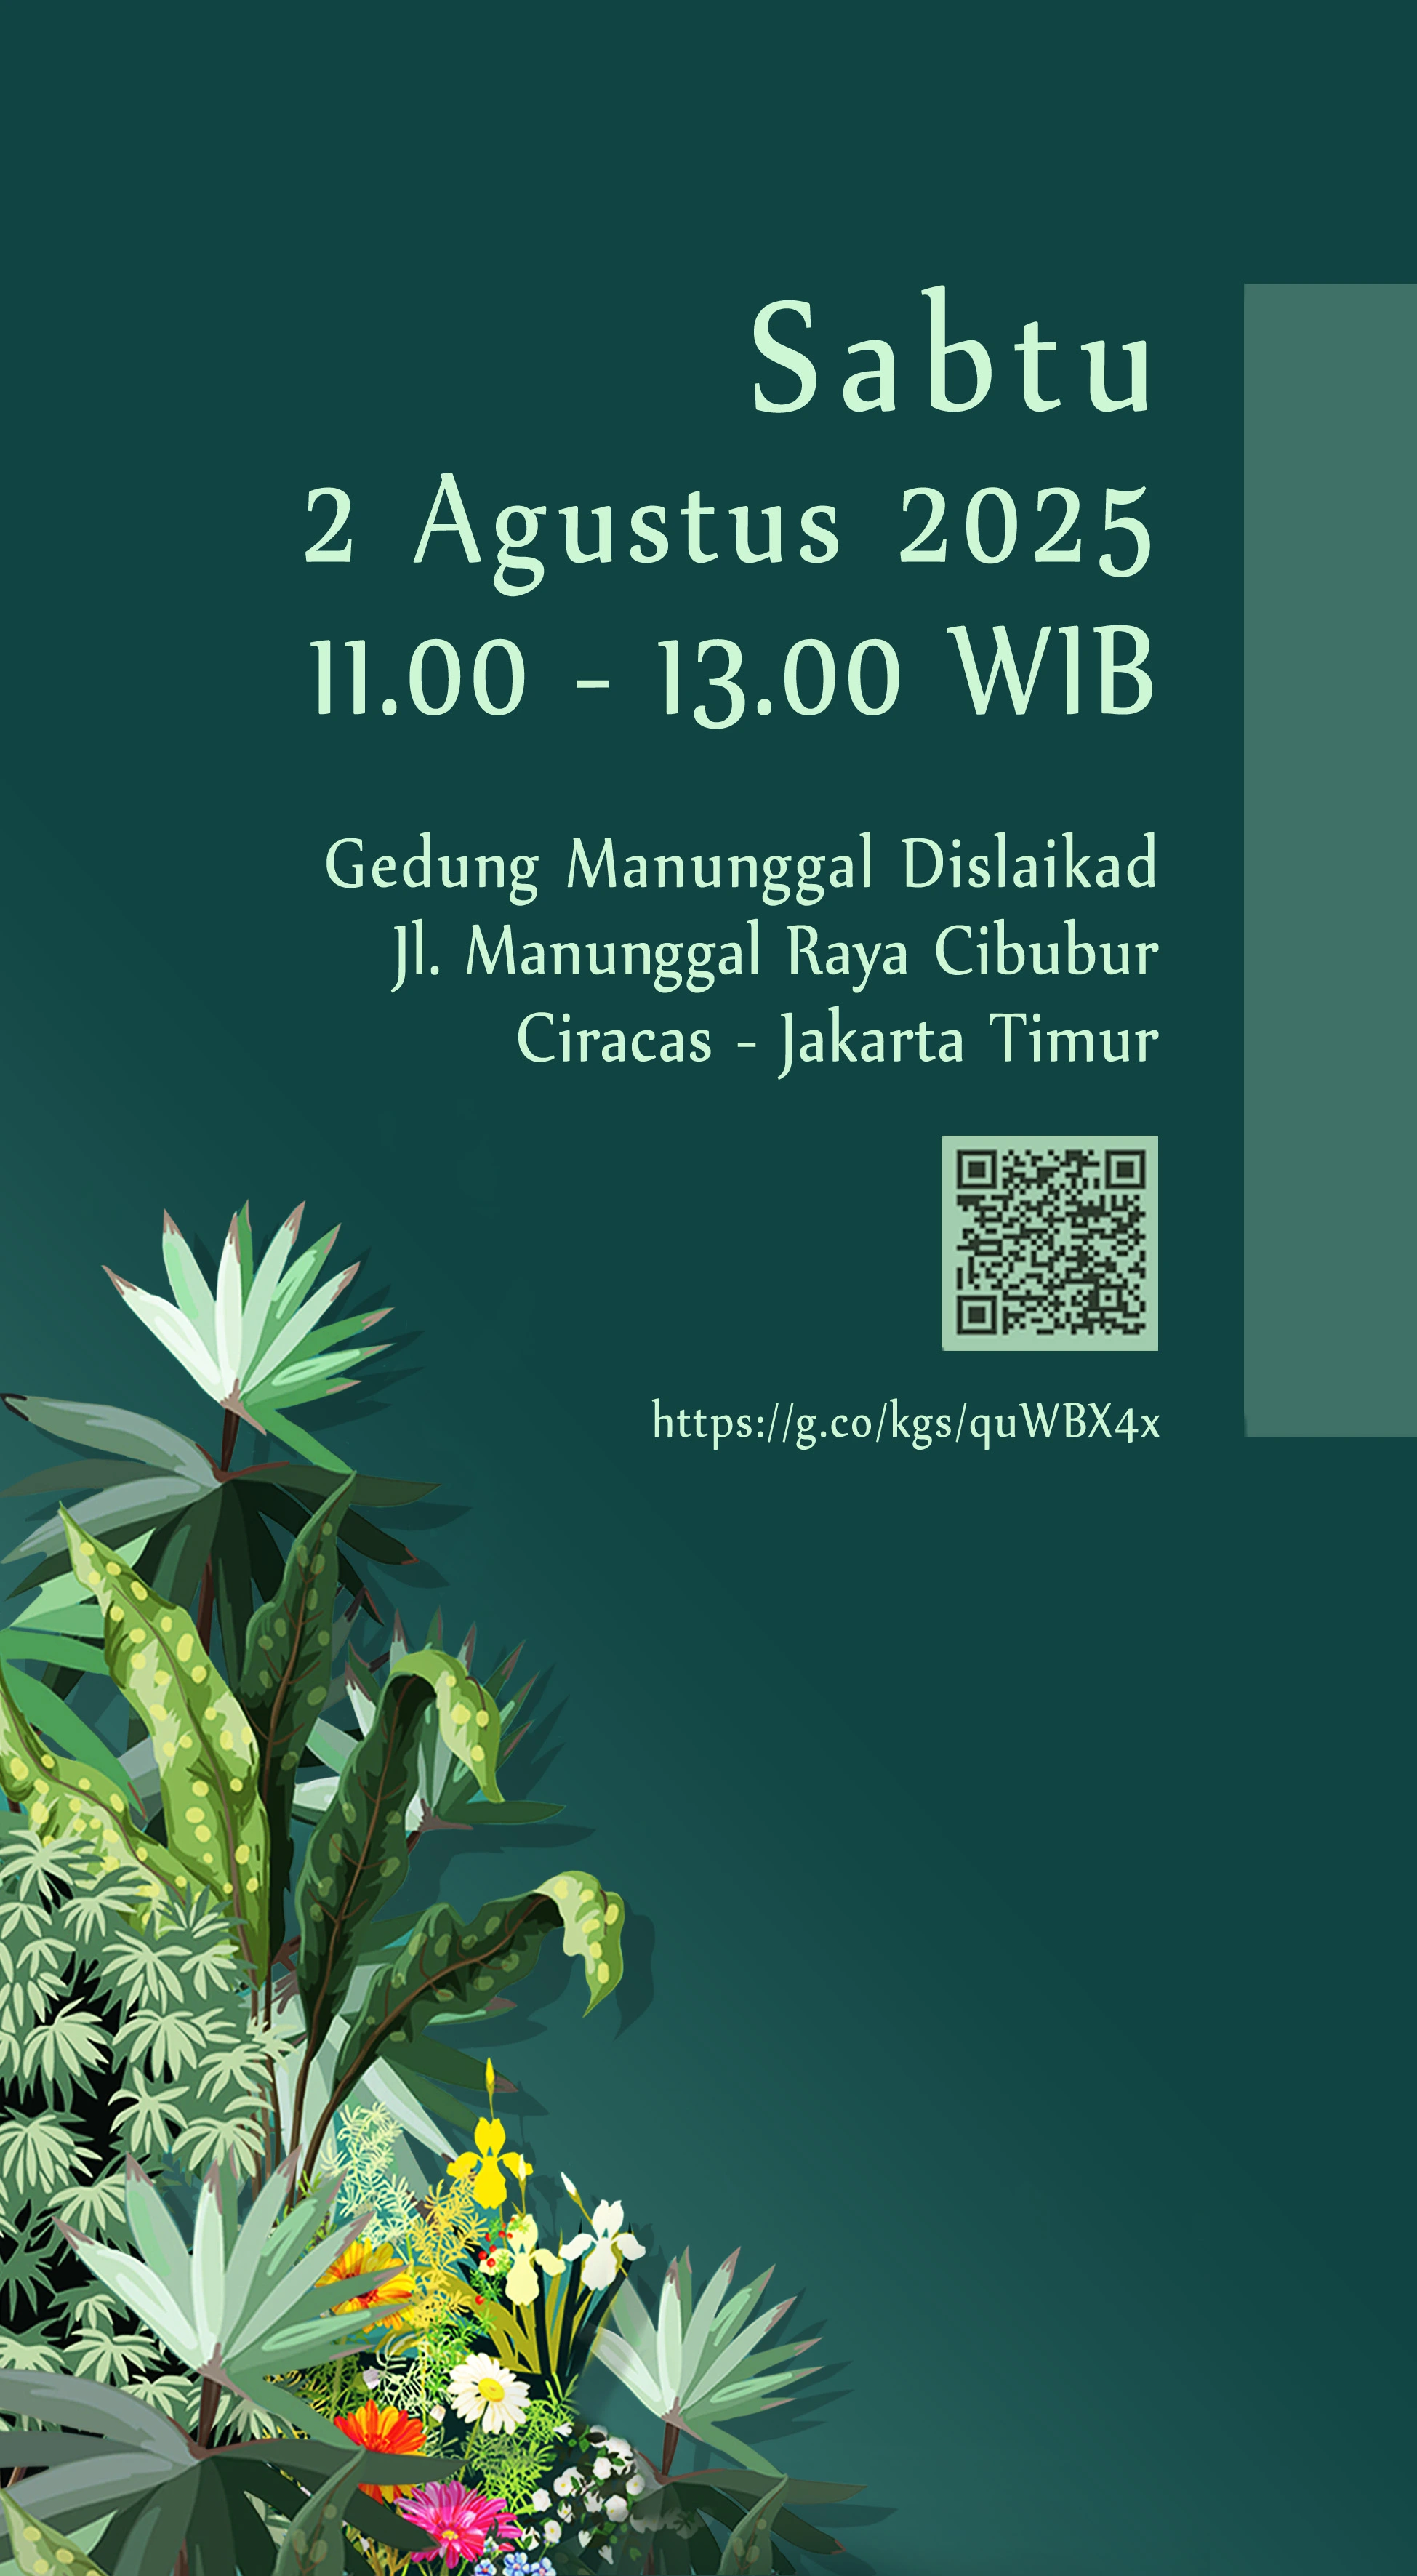 Sabtu
2 Agustus 2025
11.00 - 13.00 WIB
Gedung Manunggal Dislaikad
Jl. Manunggal Raya Cibubur
Ciracas - Jakarta Timur
https://g.co/kgs/quWBX4x